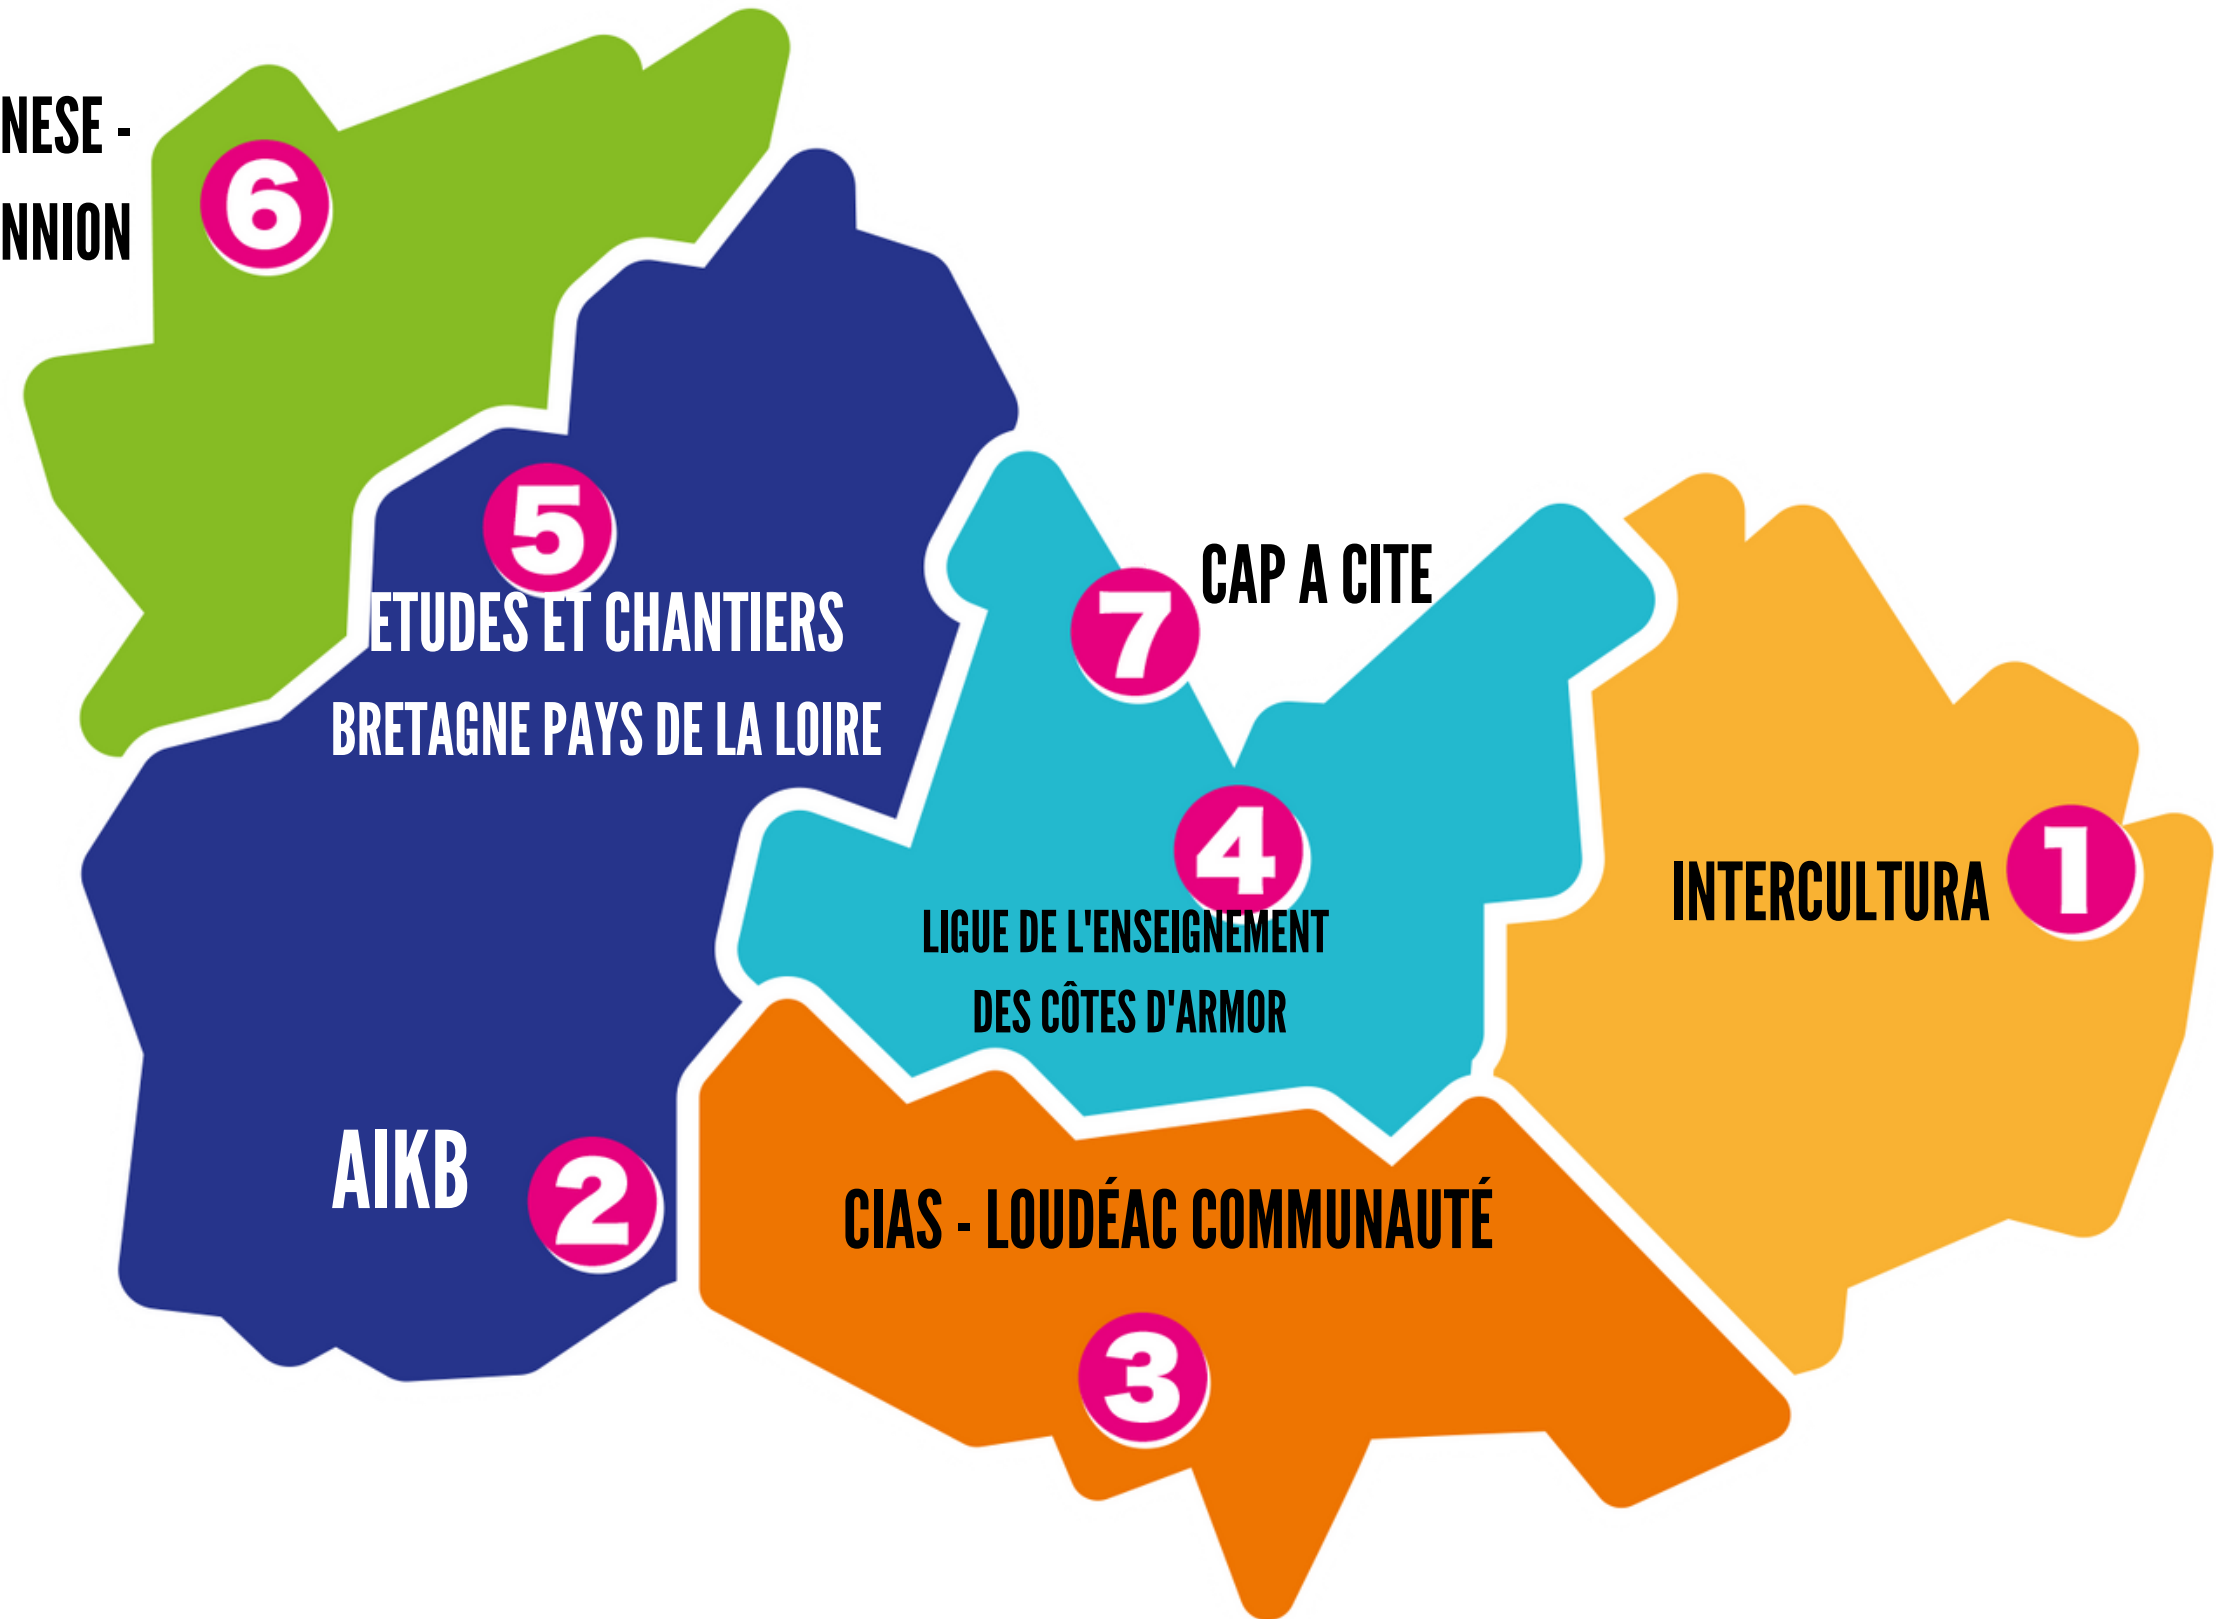 NESE -
6
NNION
5
ETUDES ET CHANTIERS
BRETAGNE PAYS DE LA LOIRE
CAP A CITE
7
4
LIGUE DE L'ENSEIGNEMENT
DES CÔTES D'ARMOR
INTERCULTURA
1
AIKB
2
CIAS - LOUDÉAC COMMUNAUTÉ
3